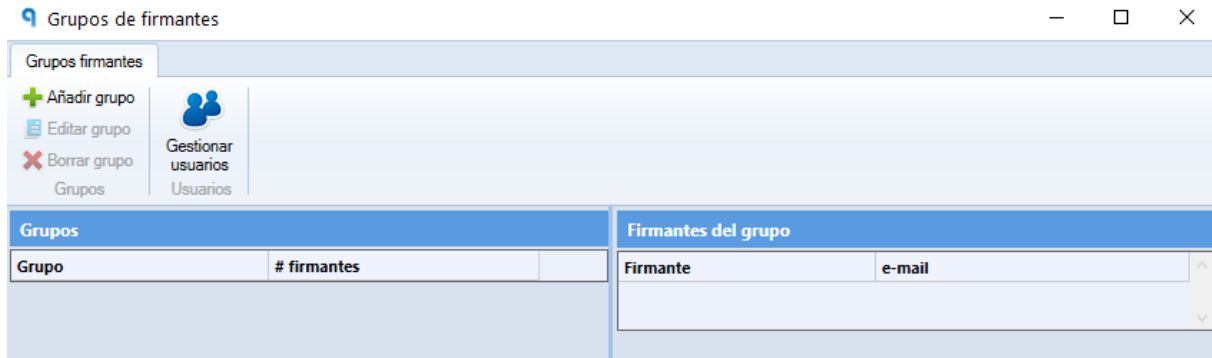 Grupos de firmantes
Grupos firmantes
Añadir grupo
Editar grupo
Borrar grupo
Grupos
Gestionar
usuarios
Usuarios
Grupos
Grupo # firmantes
Firmantes del grupo
Firmante e-mail